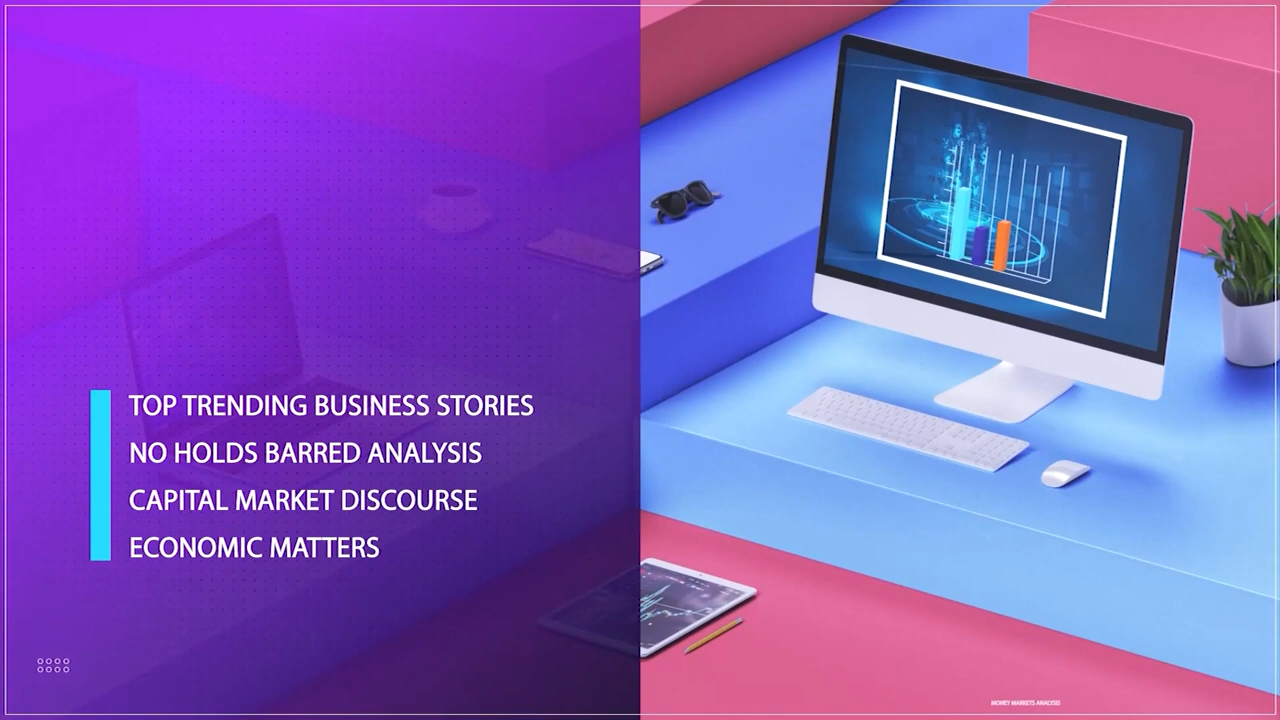 TOP TRENDING BUSINESS STORIES
NO HOLDS BARRED ANALYSIS
CAPITAL MARKET DISCOURSE
ECONOMIC MATTERS
MONEY MARKETS ANALYSIS